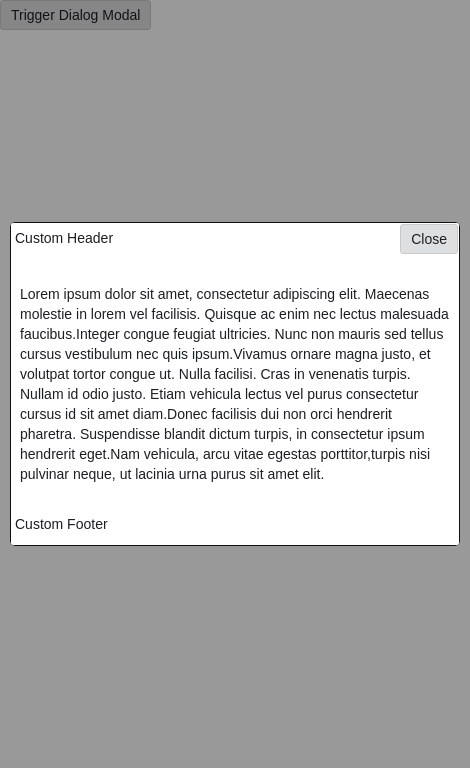 Trigger Dialog Modal
Custom Header
Close
Lorem ipsum dolor sit amet, consectetur adipiscing elit. Maecenas
molestie in lorem vel facilisis. Quisque ac enim nec lectus malesuada
faucibus.Integer congue feugiat ultricies. Nunc non mauris sed tellus
cursus vestibulum nec quis ipsum.Vivamus ornare magna justo, et
volutpat tortor congue ut. Nulla facilisi. Cras in venenatis turpis.
Nullam id odio justo. Etiam vehicula lectus vel purus consectetur
cursus id sit amet diam.Donec facilisis dui non orci hendrerit
pharetra. Suspendisse blandit dictum turpis, in consectetur ipsum
hendrerit eget.Nam vehicula, arcu vitae egestas porttitor,turpis nisi
pulvinar neque, ut lacinia urna purus sit amet elit.
Custom Footer